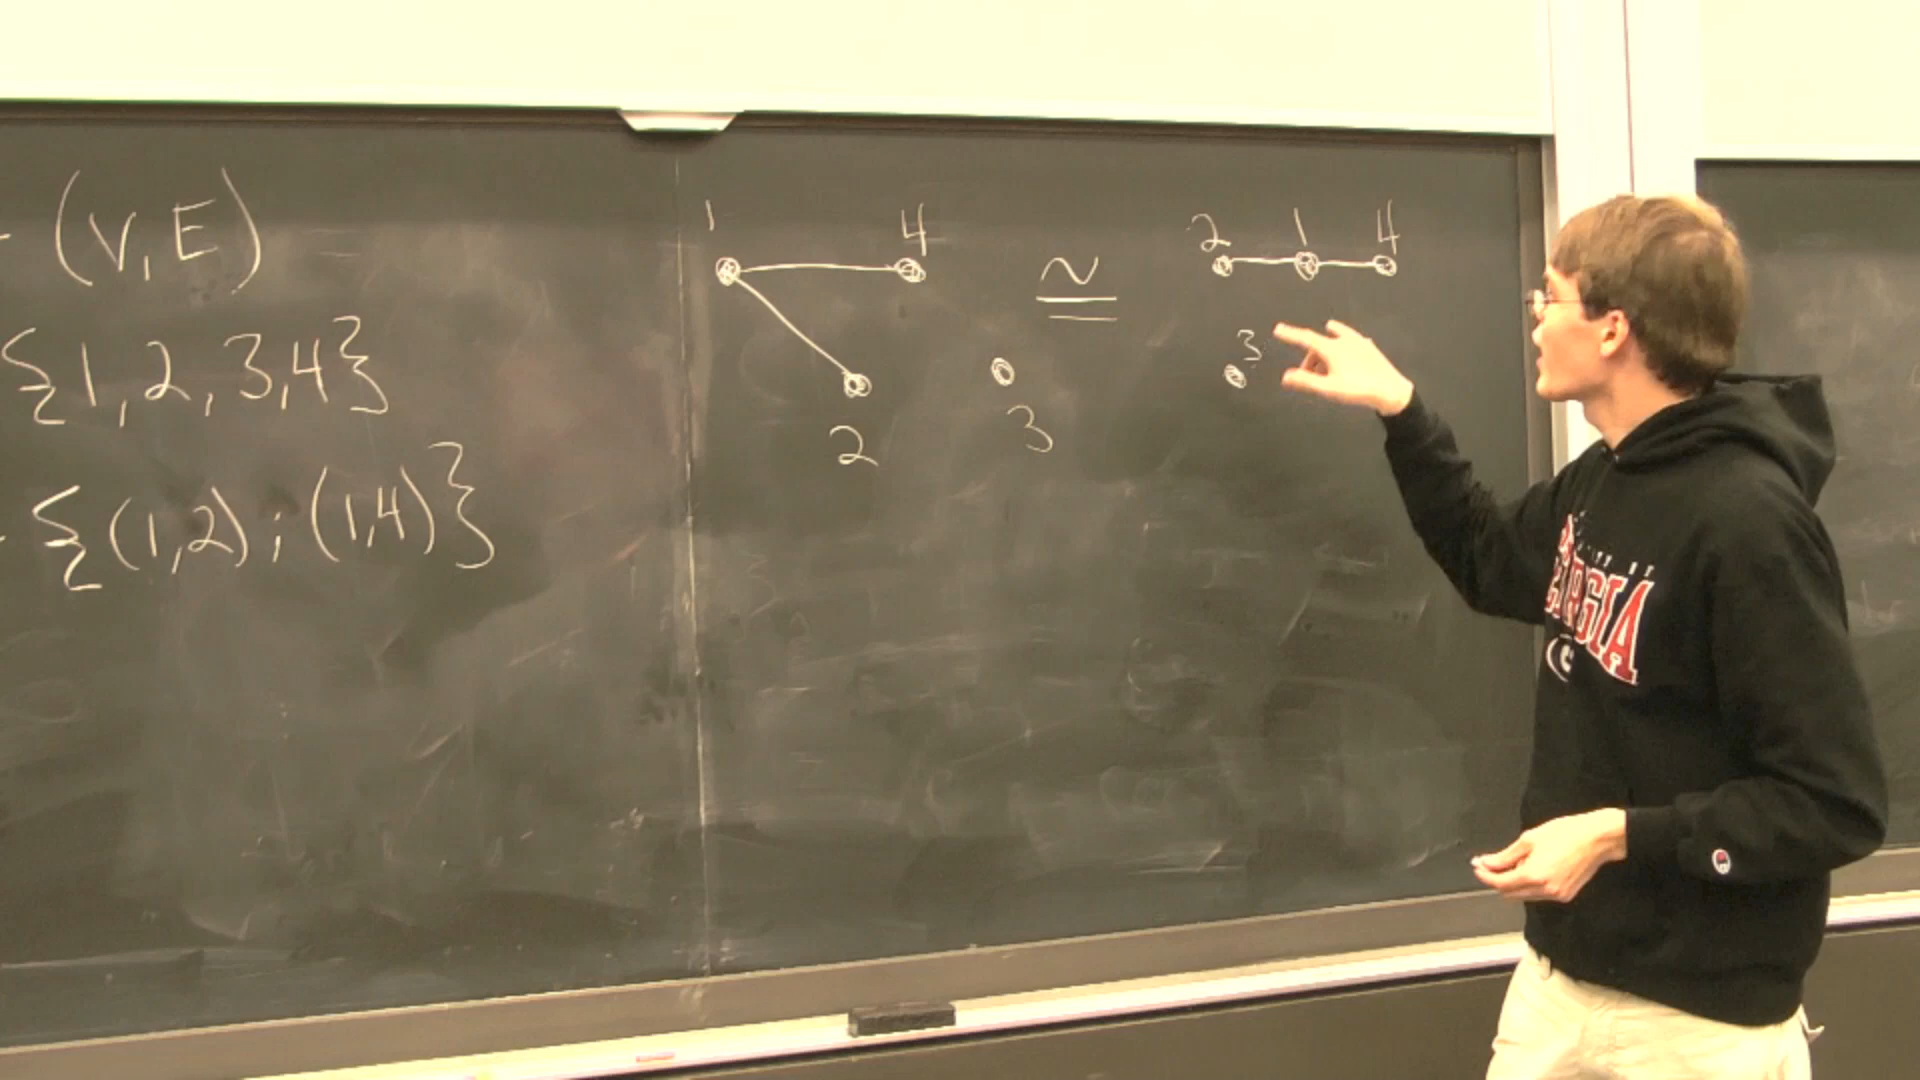 (V, E)
{1, 2, 3, 4}
{(1,2) ; (1,4)}
1 4
2 3
≅
2 1 4
3
GEORGIA
G